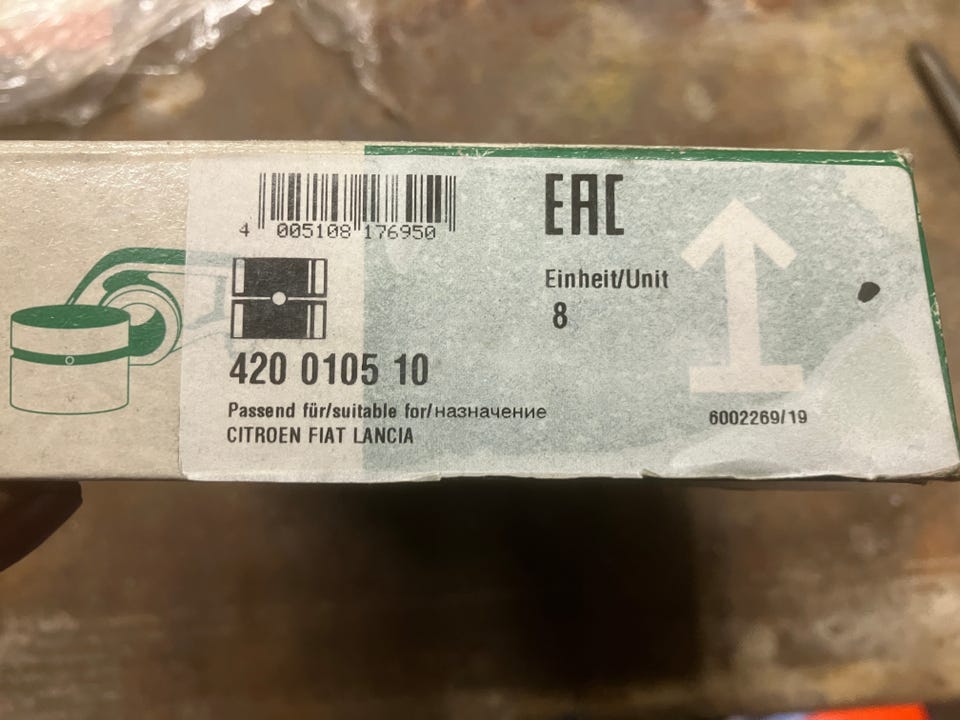 4 005108 176950
EAC
Einheit/Unit
8
420 0105 10
Passend für/suitable for/назначение
CITROEN FIAT LANCIA
6002269/19